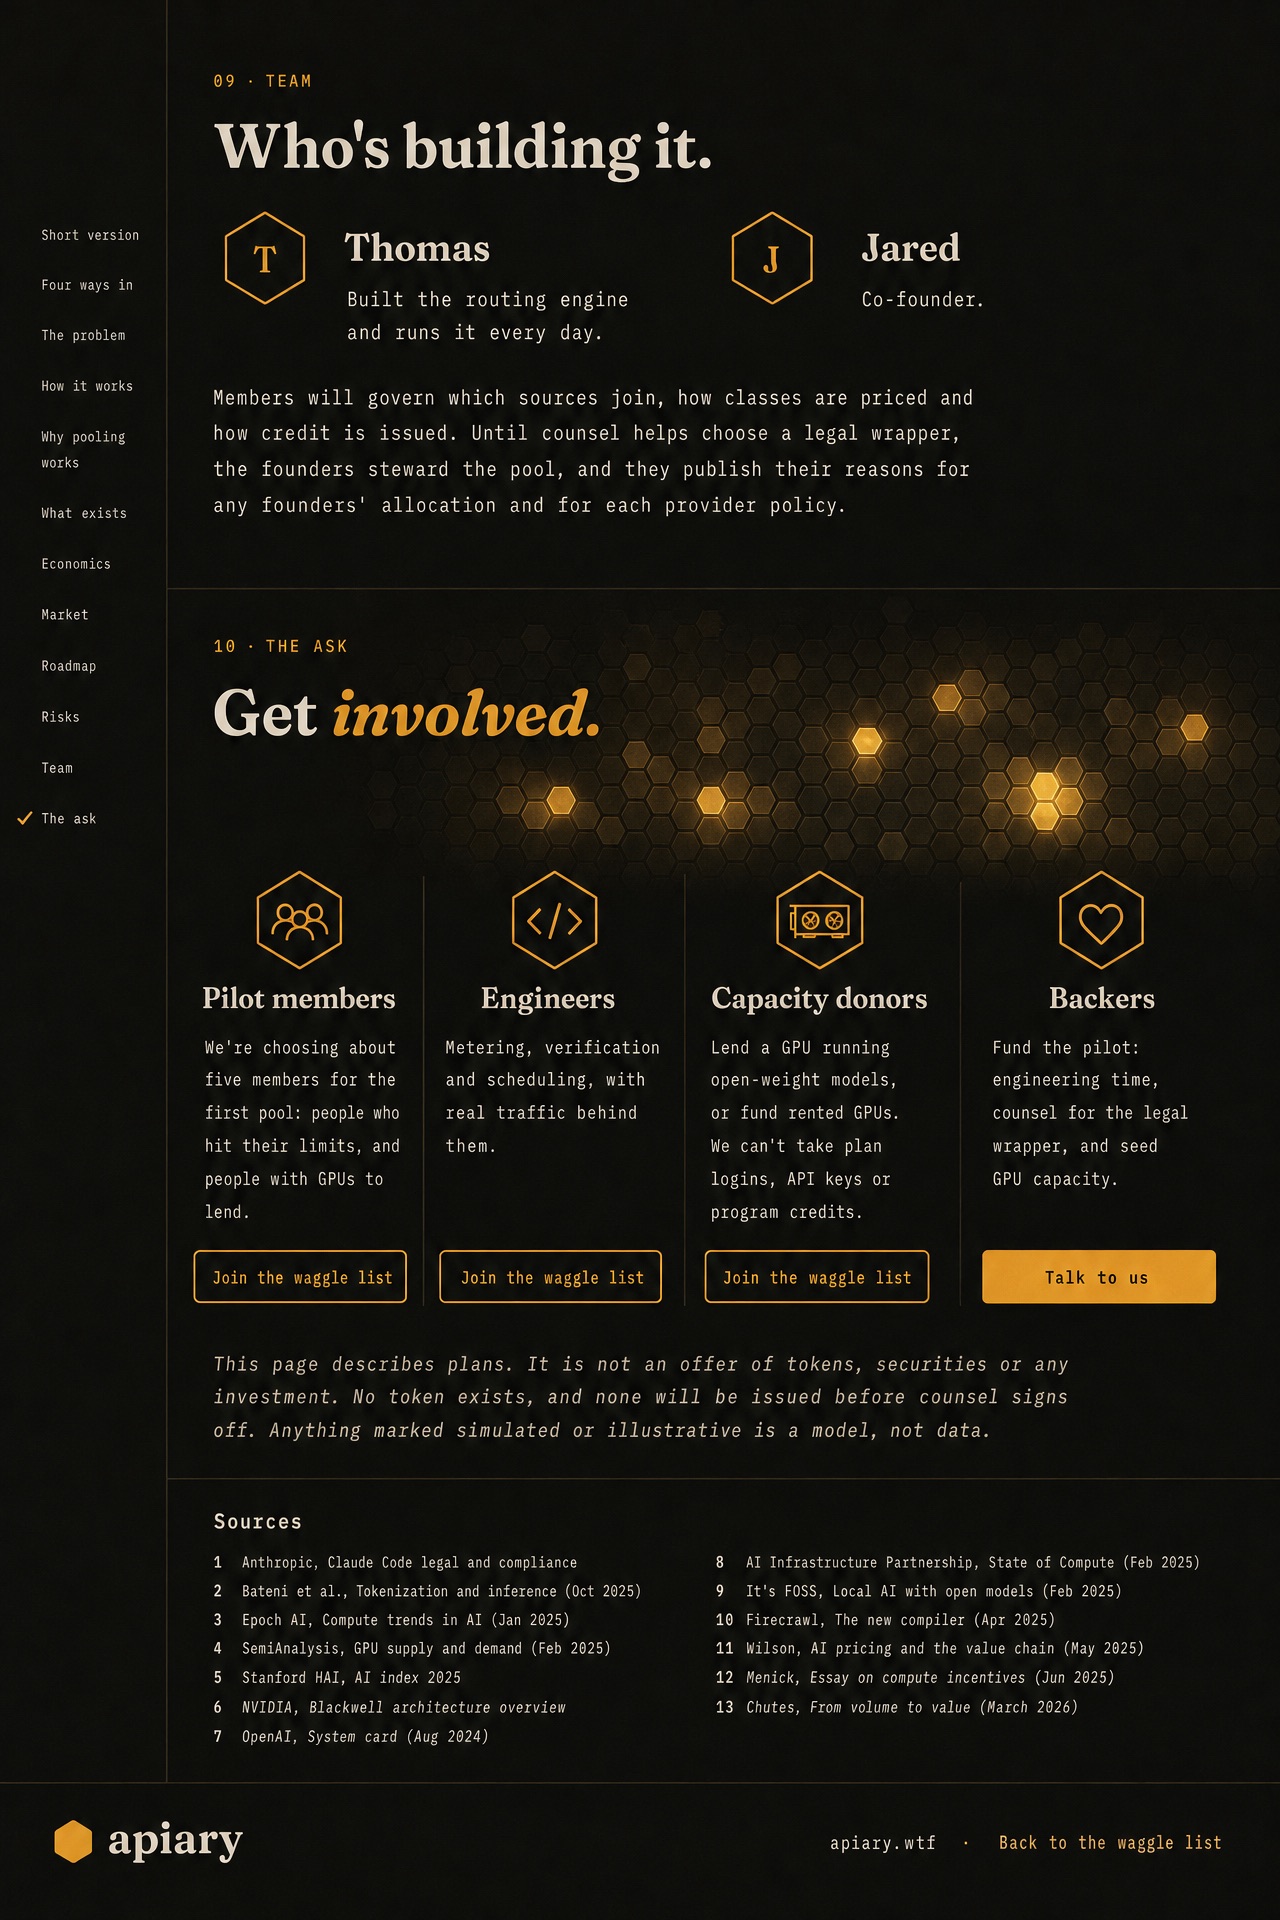 09 · TEAM
Who's building it.
T
Thomas
Built the routing engine
and runs it every day.
J
Jared
Co-founder.
Members will govern which sources join, how classes are priced and
how credit is issued. Until counsel helps choose a legal wrapper,
the founders steward the pool, and they publish their reasons for
any founders' allocation and for each provider policy.
Short version
Four ways in
The problem
How it works
Why pooling
works
What exists
Economics
Market
Roadmap
Risks
Team
The ask
10 · THE ASK
Get involved.
Pilot members
We're choosing about
five members for the
first pool: people who
hit their limits, and
people with GPUs to
lend.
Join the waggle list
Engineers
Metering, verification
and scheduling, with
real traffic behind
them.
Join the waggle list
Capacity donors
Lend a GPU running
open-weight models,
or fund rented GPUs.
We can't take plan
logins, API keys or
program credits.
Join the waggle list
Backers
Fund the pilot:
engineering time,
counsel for the legal
wrapper, and seed
GPU capacity.
Talk to us
This page describes plans. It is not an offer of tokens, securities or any
investment. No token exists, and none will be issued before counsel signs
off. Anything marked simulated or illustrative is a model, not data.
Sources
1 Anthropic, Claude Code legal and compliance
2 Bateni et al., Tokenization and inference (Oct 2025)
3 Epoch AI, Compute trends in AI (Jan 2025)
4 SemiAnalysis, GPU supply and demand (Feb 2025)
5 Stanford HAI, AI index 2025
6 NVIDIA, Blackwell architecture overview
7 OpenAI, System card (Aug 2024)
8 AI Infrastructure Partnership, State of Compute (Feb 2025)
9 It's FOSS, Local AI with open models (Feb 2025)
10 Firecrawl, The new compiler (Apr 2025)
11 Wilson, AI pricing and the value chain (May 2025)
12 Menick, Essay on compute incentives (Jun 2025)
13 Chutes, From volume to value (March 2026)
apiary
apiary.wtf · Back to the waggle list